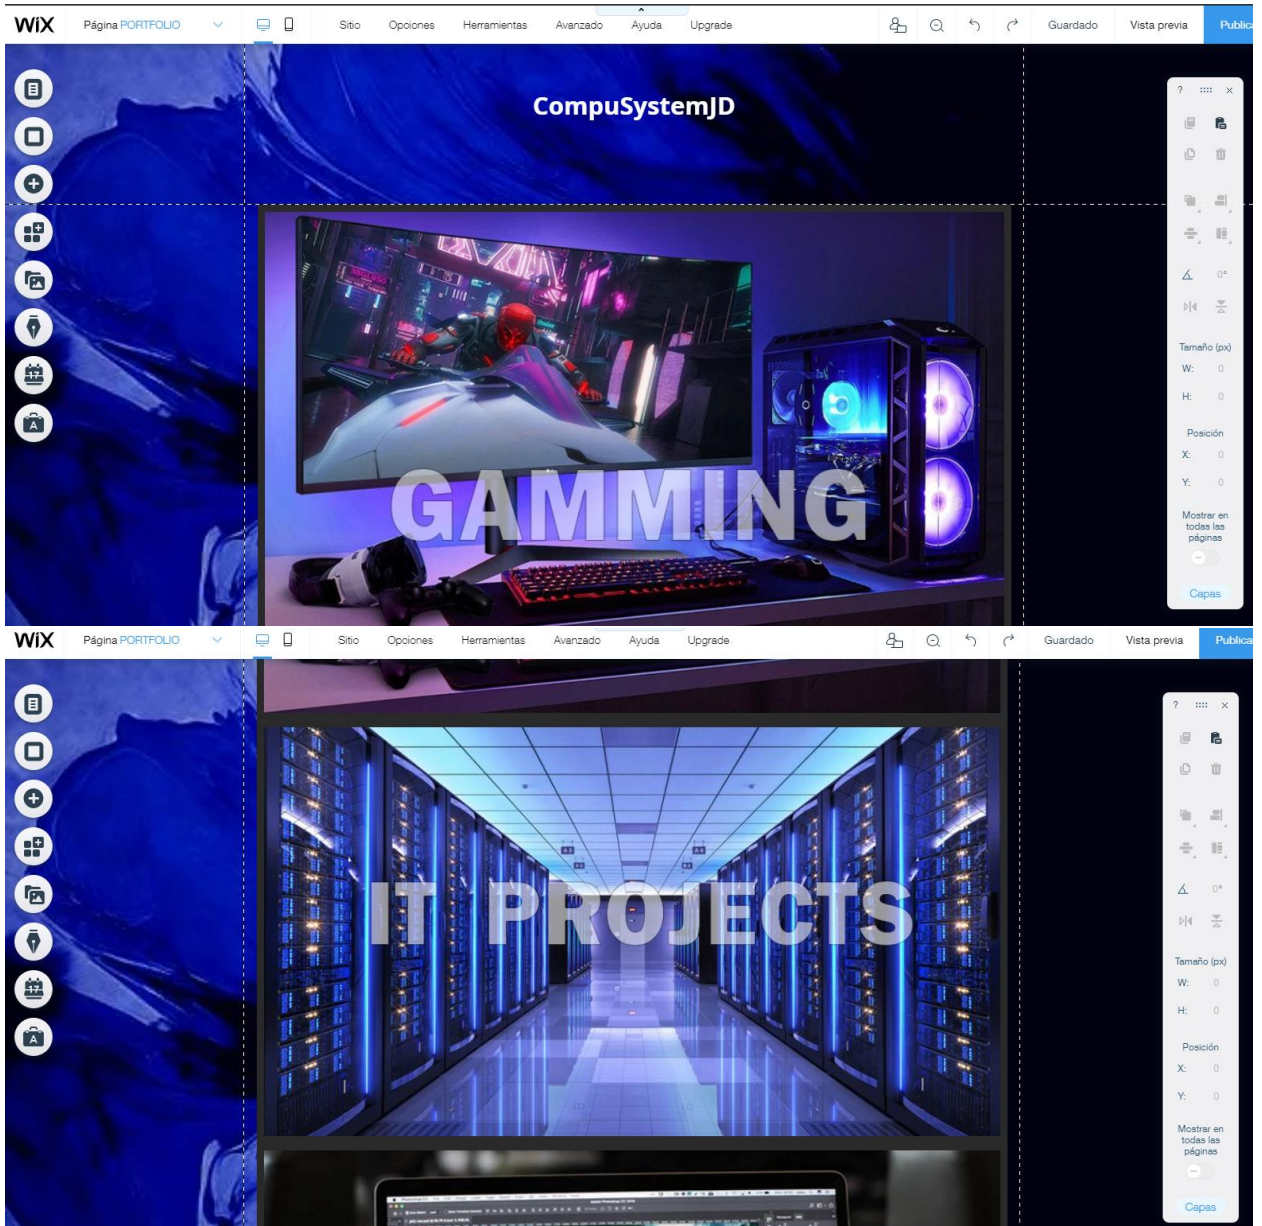 WiX Página PORTFOLIO Sitio Opciones Herramientas Avanzado Ayuda Upgrade Guardado Vista previa Publica
CompuSystemJD
? ×
17
A
0°
Tamaño (px)
W: 0
H: 0
Posición
X: 0
Y: 0
Mostrar en
todas las
páginas
Capas
GAMMING
WiX Página PORTFOLIO Sitio Opciones Herramientas Avanzado Ayuda Upgrade Guardado Vista previa Publica
? ×
IT PROJECTS
17
A
0°
Tamaño (px)
W: 0
H: 0
Posición
X: 0
Y: 0
Mostrar en
todas las
páginas
Capas